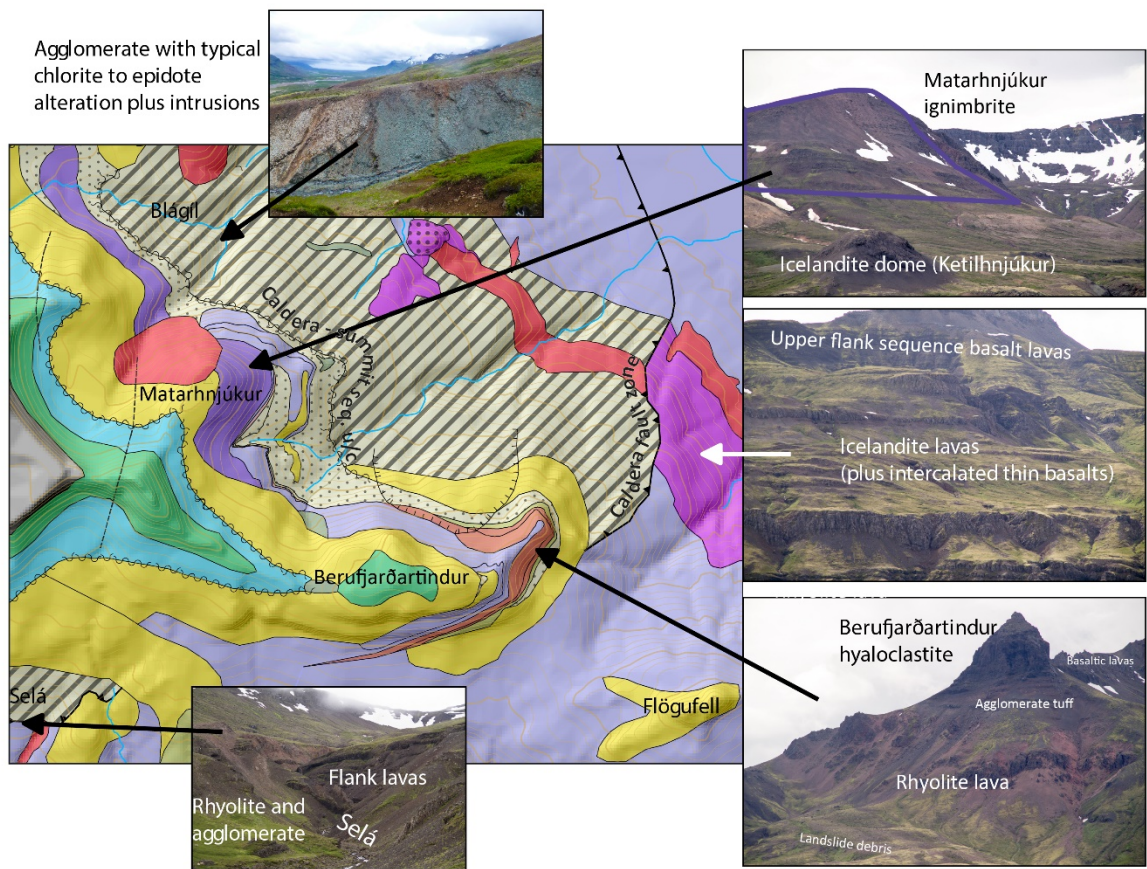 Agglomerate with typical
chlorite to epidote
alteration plus intrusions
Matarhnjúkur
ignimbrite
Icelandite dome (Ketilhnjúkur)
Blágíl
Caldera - summit seq. ulc.
Matarhnjúkur
Caldera fault zone
Upper flank sequence basalt lavas
Icelandite lavas
(plus intercalated thin basalts)
Berufjarðartindur
Berufjarðartindur
hyaloclastite
Basaltic lavas
Agglomerate tuff
Rhyolite lava
Landslide debris
Selá
Flögufell
Flank lavas
Rhyolite and
agglomerate
Selá